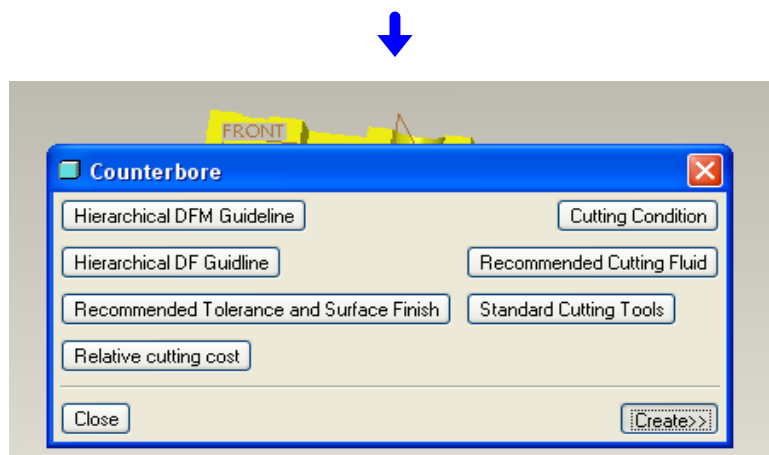 FRONT
Counterbore
Hierarchical DFM Guideline
Cutting Condition
Hierarchical DF Guidline
Recommended Cutting Fluid
Recommended Tolerance and Surface Finish
Standard Cutting Tools
Relative cutting cost
Close
Create>>